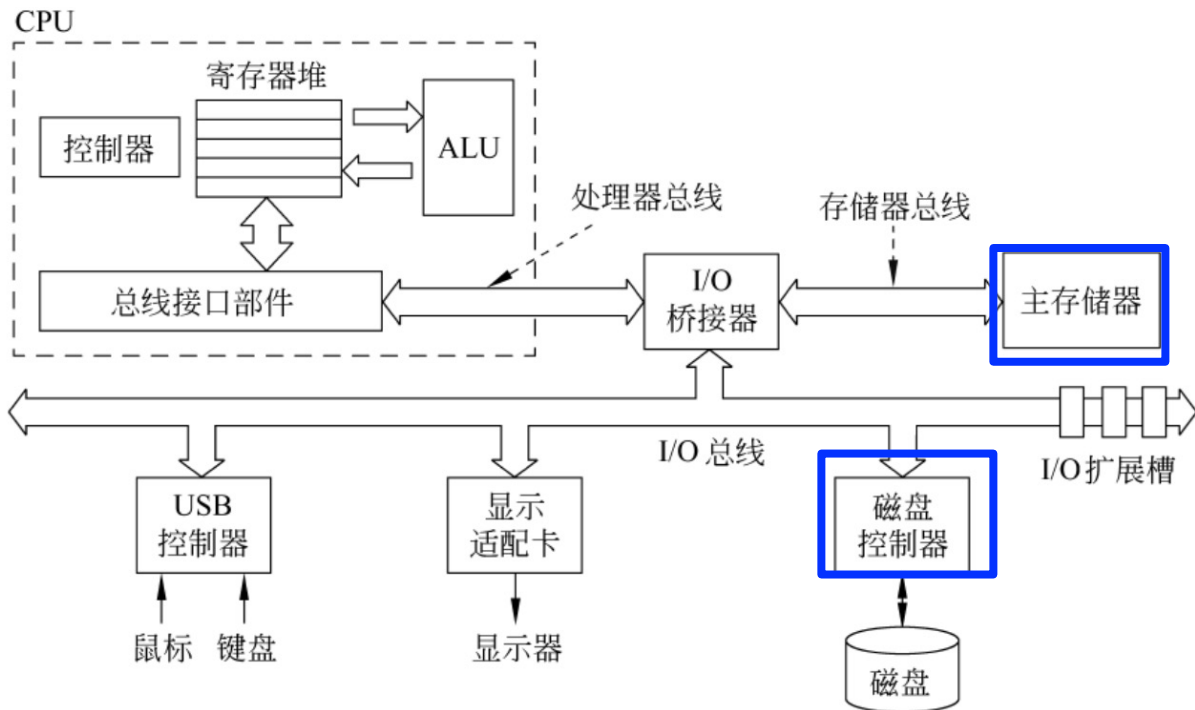 CPU
寄存器堆
控制器
ALU
处理器总线
存储器总线
总线接口部件
I/O
桥接器
主存储器
I/O 总线
I/O 扩展槽
USB
控制器
显示
适配卡
磁盘
控制器
鼠标
键盘
显示器
磁盘